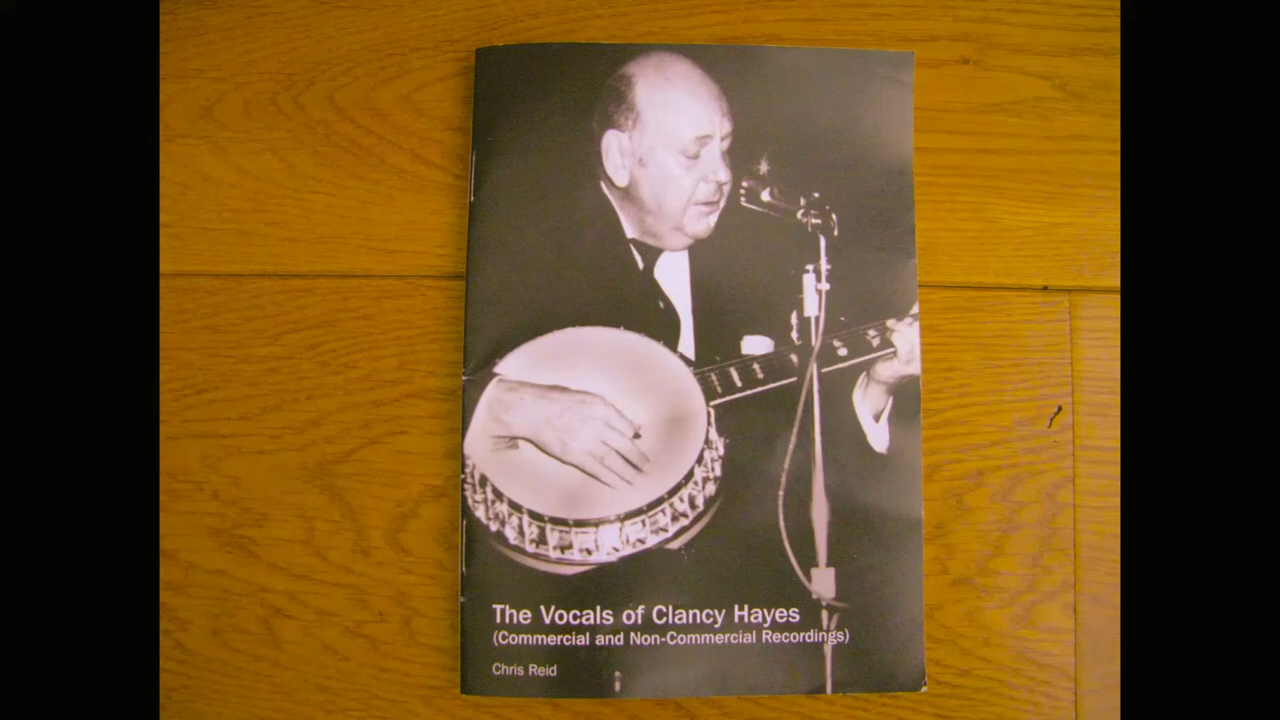 The Vocals of Clancy Hayes
(Commercial and Non-Commercial Recordings)
Chris Reid